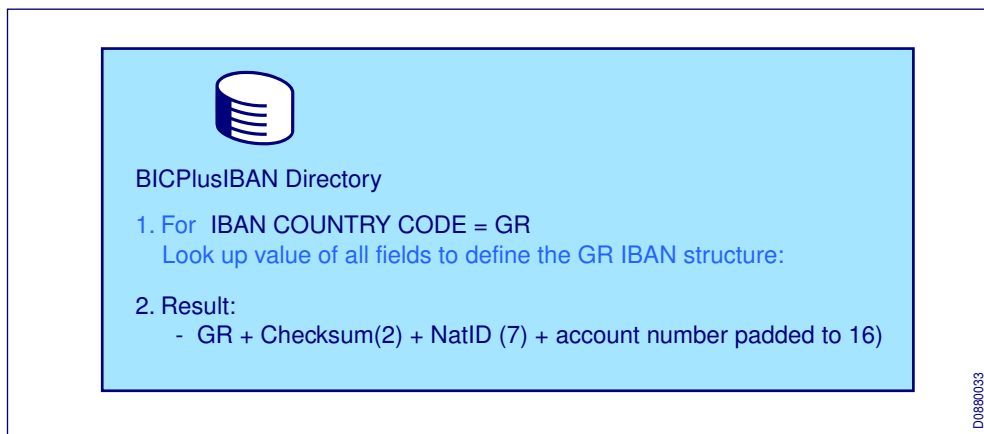 BICPlusIBAN Directory
1. For IBAN COUNTRY CODE = GR
Look up value of all fields to define the GR IBAN structure:
2. Result:
- GR + Checksum(2) + NatID (7) + account number padded to 16)
D0880033